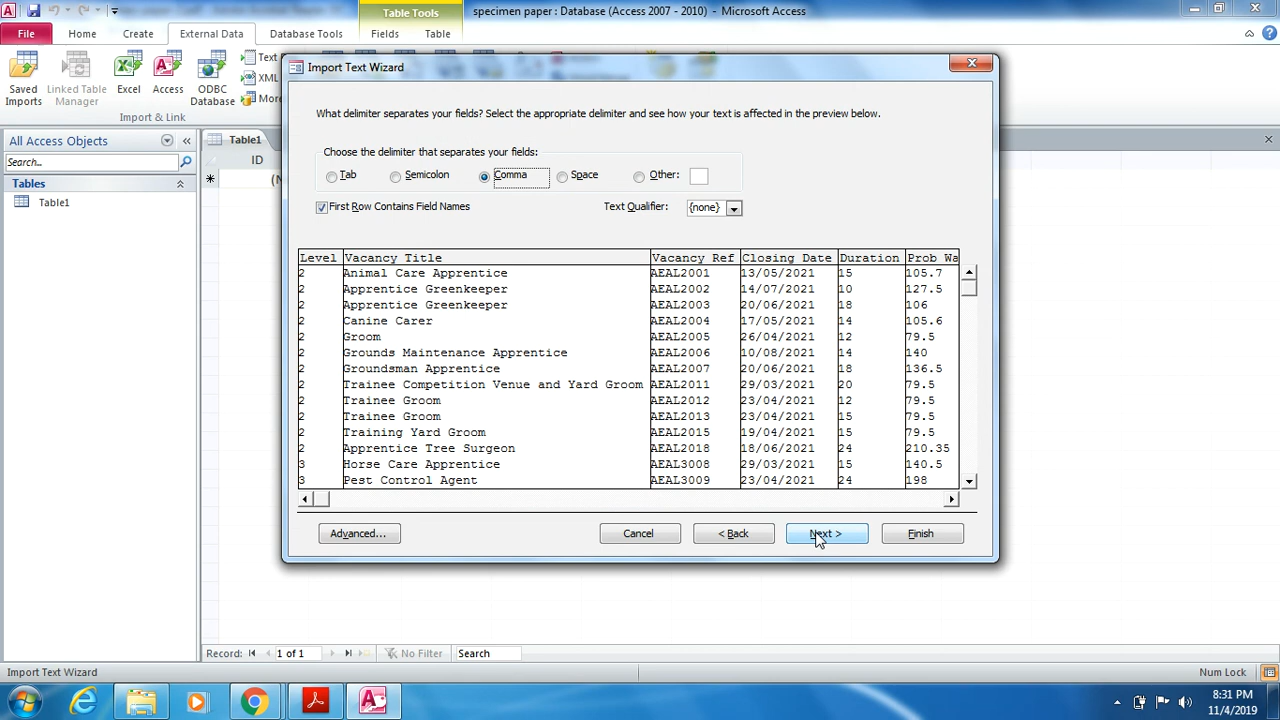 Table Tools
specimen paper : Database (Access 2007 - 2010) - Microsoft Access
File Home Create External Data Database Tools Fields Table
Saved Imports
Linked Table Manager
Excel
Access
ODBC Database
Text
XML
More
Import & Link
All Access Objects
Search...
Tables
Table1
Table1
ID
Import Text Wizard
What delimiter separates your fields? Select the appropriate delimiter and see how your text is affected in the preview below.
Choose the delimiter that separates your fields:
Tab Semicolon Comma Space Other:
First Row Contains Field Names Text Qualifier: {none}
Level Vacancy Title Vacancy Ref Closing Date Duration Prob Wa
2 Animal Care Apprentice AEAL2001 13/05/2021 15 105.7
2 Apprentice Greenkeeper AEAL2002 14/07/2021 10 127.5
2 Apprentice Greenkeeper AEAL2003 20/06/2021 18 106
2 Canine Carer AEAL2004 17/05/2021 14 105.6
2 Groom AEAL2005 26/04/2021 12 79.5
2 Grounds Maintenance Apprentice AEAL2006 10/08/2021 14 140
2 Groundsman Apprentice AEAL2007 20/06/2021 18 136.5
2 Trainee Competition Venue and Yard Groom AEAL2011 29/03/2021 20 79.5
2 Trainee Groom AEAL2012 23/04/2021 12 79.5
2 Trainee Groom AEAL2013 23/04/2021 15 79.5
2 Training Yard Groom AEAL2015 19/04/2021 15 79.5
2 Apprentice Tree Surgeon AEAL2018 18/06/2021 24 210.35
3 Horse Care Apprentice AEAL3008 29/03/2021 15 140.5
3 Pest Control Agent AEAL3009 23/04/2021 24 198
Advanced... Cancel < Back Next > Finish
Record: 1 of 1 No Filter Search
Import Text Wizard Num Lock
8:31 PM
11/4/2019